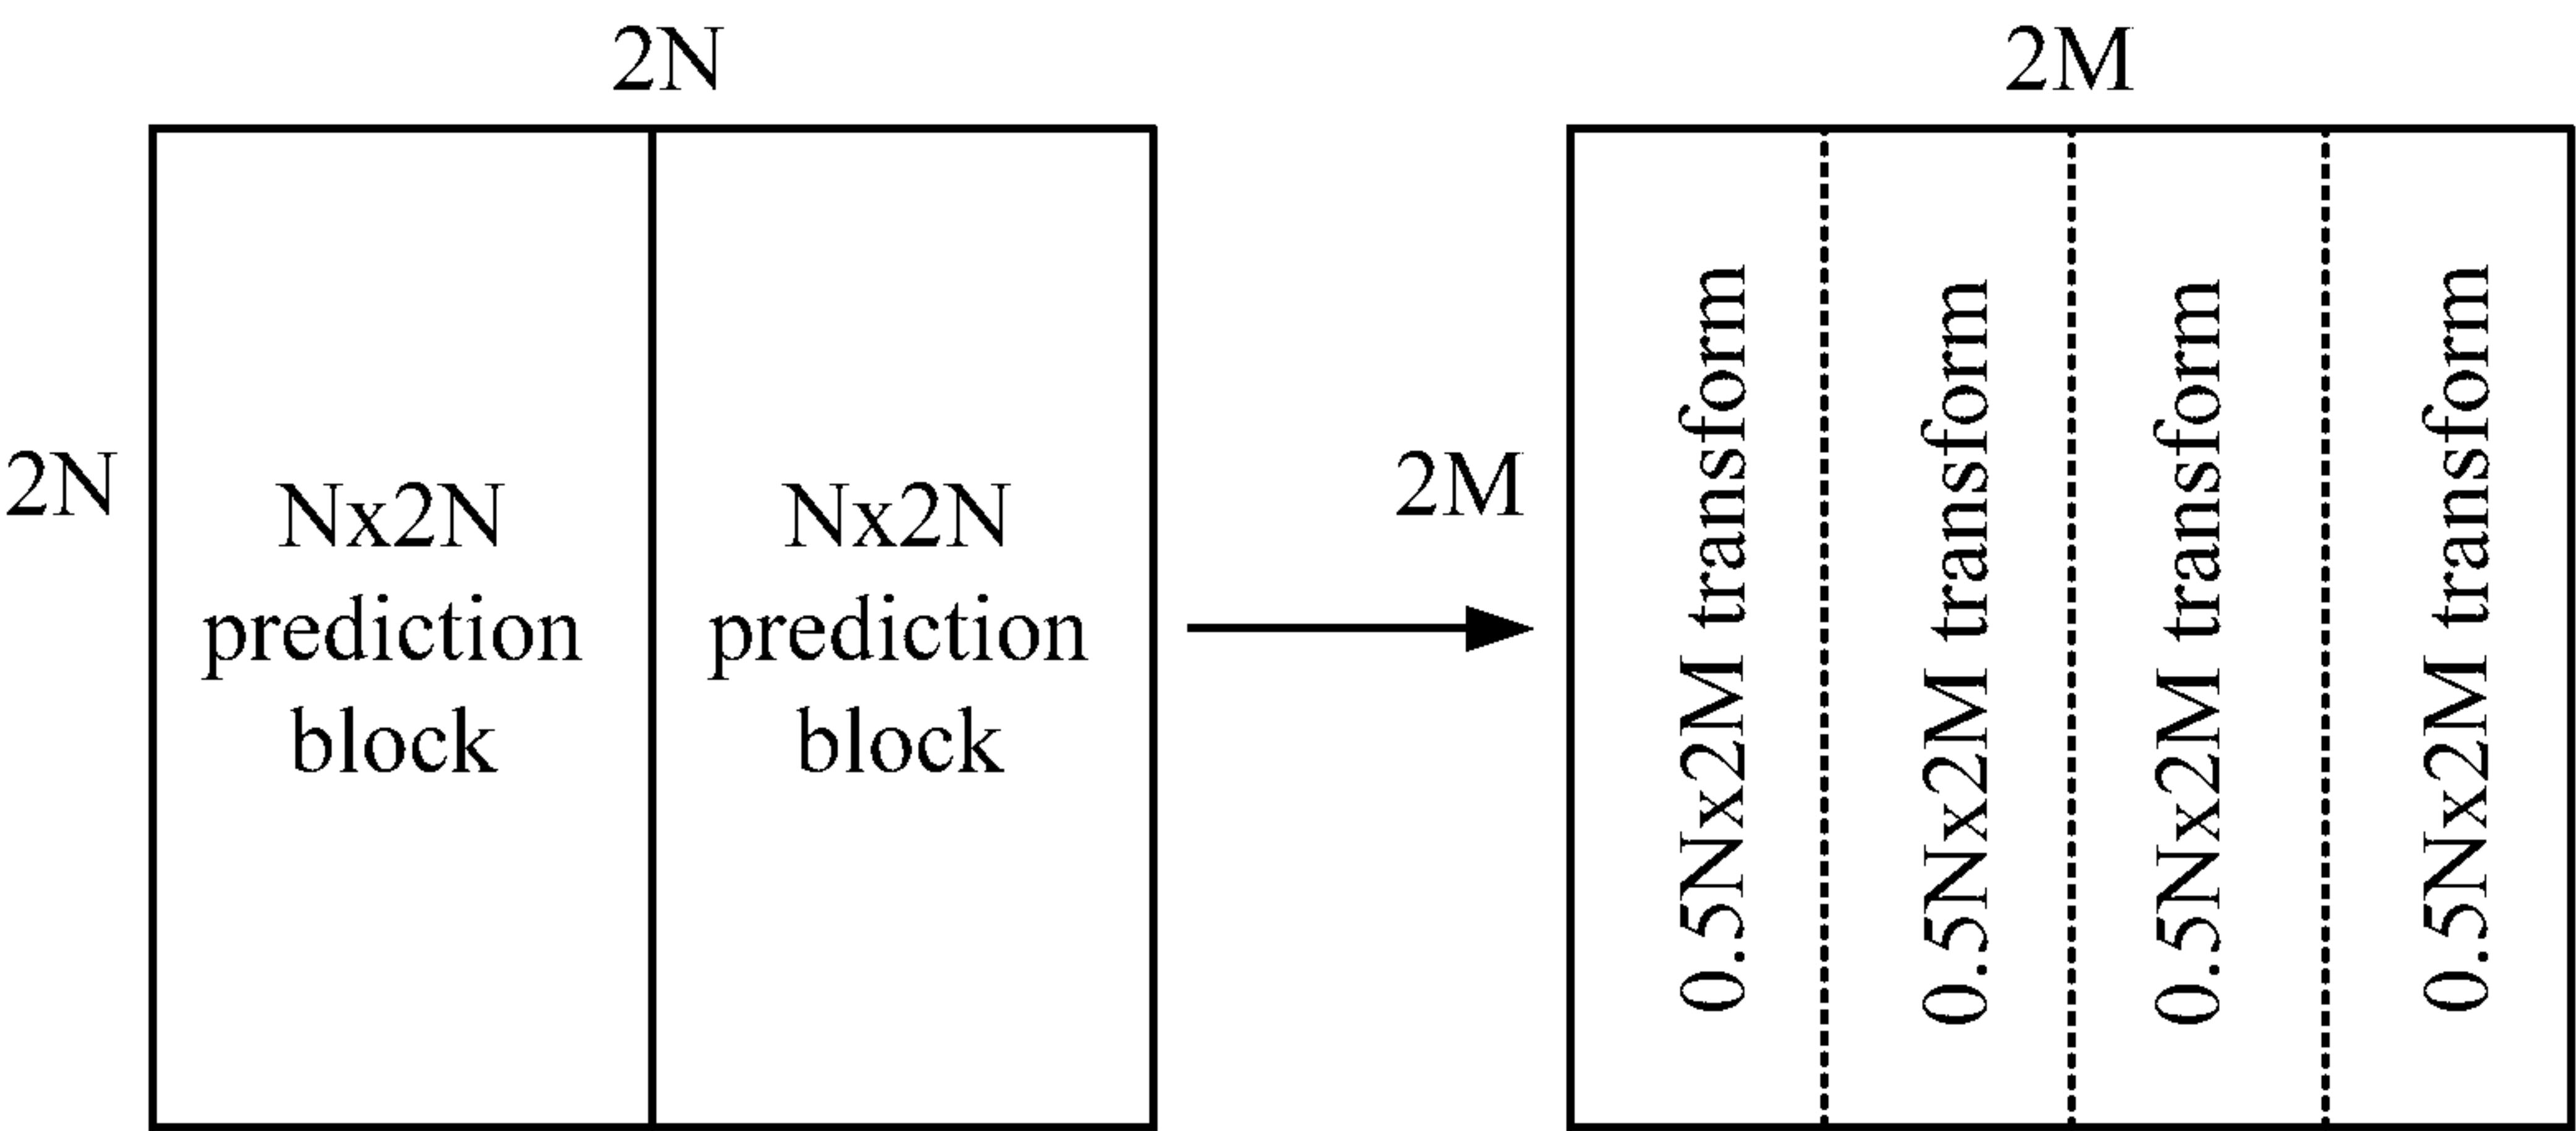 2N
2M
2N
Nx2N
prediction
block
Nx2N
prediction
block
2M
0.5Nx2M transform
0.5Nx2M transform
0.5Nx2M transform
0.5Nx2M transform